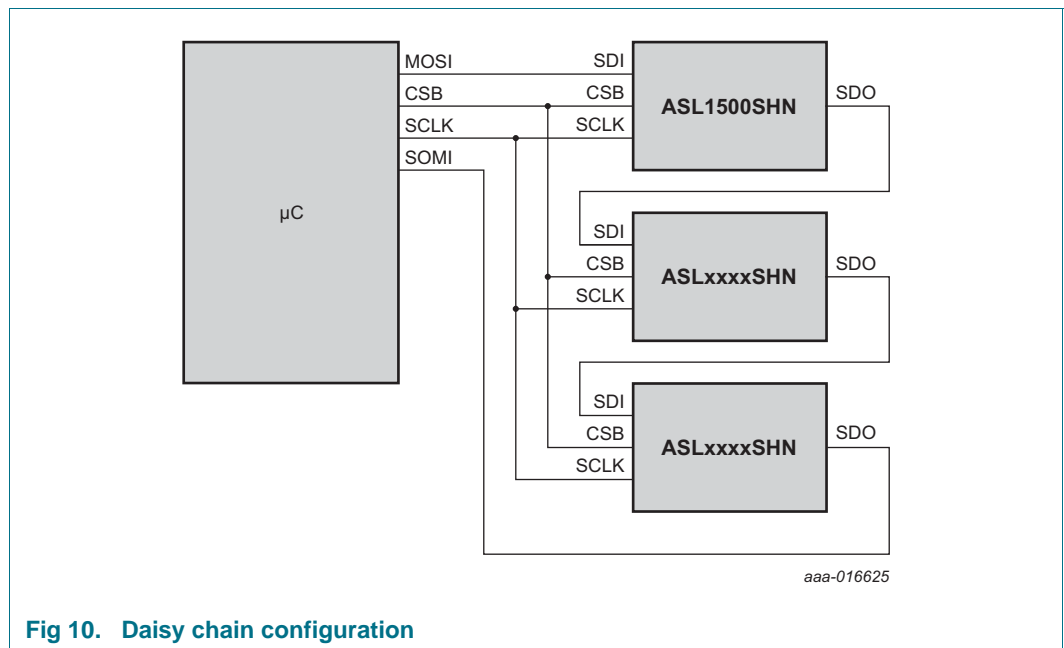 MOSI
CSB
SCLK
SOMI
µC
SDI
CSB
SCLK
ASL1500SHN
SDO
SDI
CSB
SCLK
ASLxxxxSHN
SDO
SDI
CSB
SCLK
ASLxxxxSHN
SDO
aaa-016625
Fig 10. Daisy chain configuration